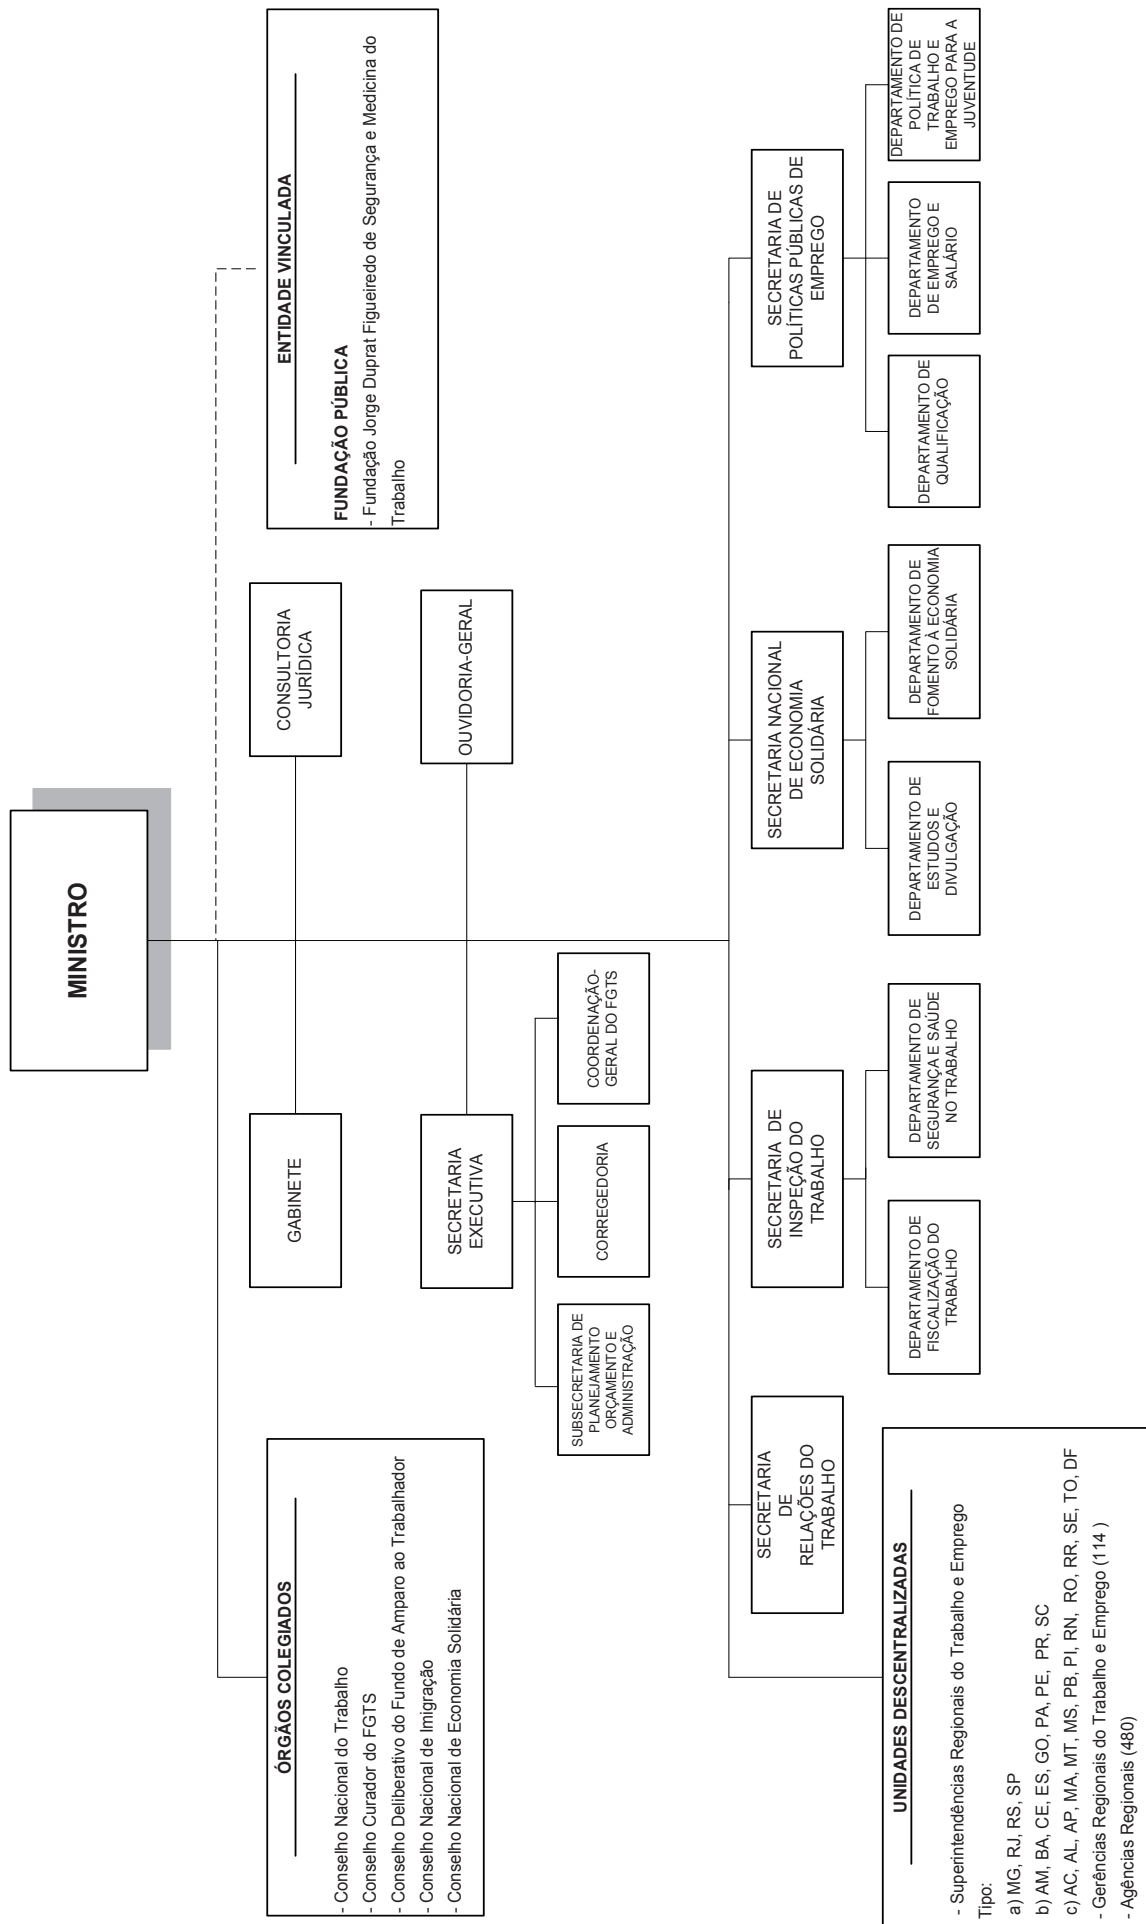 MINISTRO
ÓRGÃOS COLEGIADOS
- Conselho Nacional do Trabalho
- Conselho Curador do FGTS
- Conselho Deliberativo do Fundo de Amparo ao Trabalhador
- Conselho Nacional de Imigração
- Conselho Nacional de Economia Solidária
GABINETE
CONSULTORIA
JURÍDICA
ENTIDADE VINCULADA
FUNDAÇÃO PÚBLICA
- Fundação Jorge Duprat Figueiredo de Segurança e Medicina do
Trabalho
SECRETARIA
EXECUTIVA
OUVIDORIA-GERAL
SUBSECRETARIA DE
PLANEJAMENTO
ORÇAMENTO E
ADMINISTRAÇÃO
CORREGEDORIA
COORDENAÇÃO-
GERAL DO FGTS
SECRETARIA
DE
RELAÇÕES DO
TRABALHO
SECRETARIA DE
INSPEÇÃO DO
TRABALHO
SECRETARIA NACIONAL
DE ECONOMIA
SOLIDÁRIA
SECRETARIA DE
POLÍTICAS PÚBLICAS DE
EMPREGO
UNIDADES DESCENTRALIZADAS
- Superintendências Regionais do Trabalho e Emprego
Tipo:
a) MG, RJ, RS, SP
b) AM, BA, CE, ES, GO, PA, PE, PR, SC
c) AC, AL, AP, MA, MT, MS, PB, PI, RN, RO, RR, SE, TO, DF
- Gerências Regionais do Trabalho e Emprego (114 )
- Agências Regionais (480)
DEPARTAMENTO DE
FISCALIZAÇÃO DO
TRABALHO
DEPARTAMENTO DE
SEGURANÇA E SAÚDE
NO TRABALHO
DEPARTAMENTO DE
ESTUDOS E
DIVULGAÇÃO
DEPARTAMENTO DE
FOMENTO À ECONOMIA
SOLIDÁRIA
DEPARTAMENTO DE
QUALIFICAÇÃO
DEPARTAMENTO
DE EMPREGO E
SALÁRIO
DEPARTAMENTO DE
POLÍTICA DE
TRABALHO E
EMPREGO PARA A
JUVENTUDE